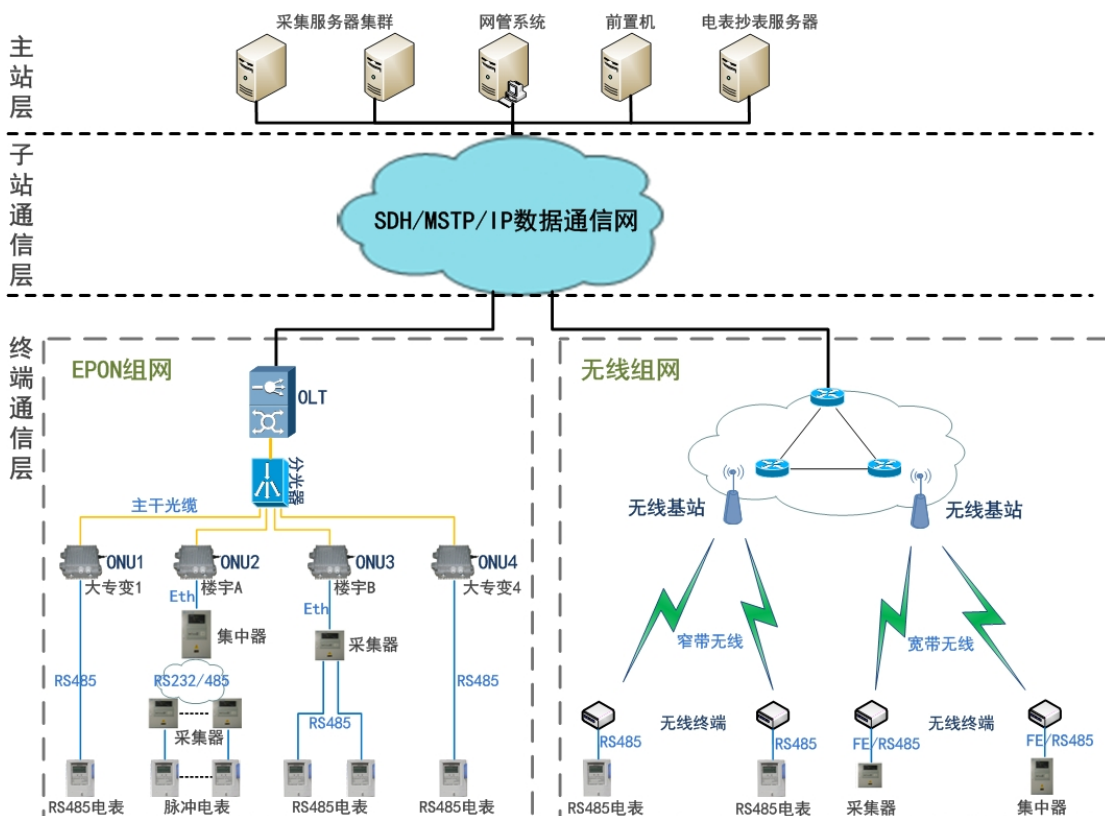 主站层
采集服务器集群
网管系统
前置机
电表抄表服务器
子站通信层
SDH/MSTP/IP数据通信网
终端通信层
EPON组网
OLT
分光器
主干光缆
ONU1
ONU2
ONU3
ONU4
大专变1
楼宇A
楼宇B
大专变4
Eth
Eth
集中器
采集器
RS485
RS232/485
RS485
RS485
采集器
RS485电表
脉冲电表
RS485电表
RS485电表
无线组网
无线基站
无线基站
窄带无线
宽带无线
无线终端
无线终端
RS485
RS485
FE/RS485
FE/RS485
RS485电表
RS485电表
采集器
集中器